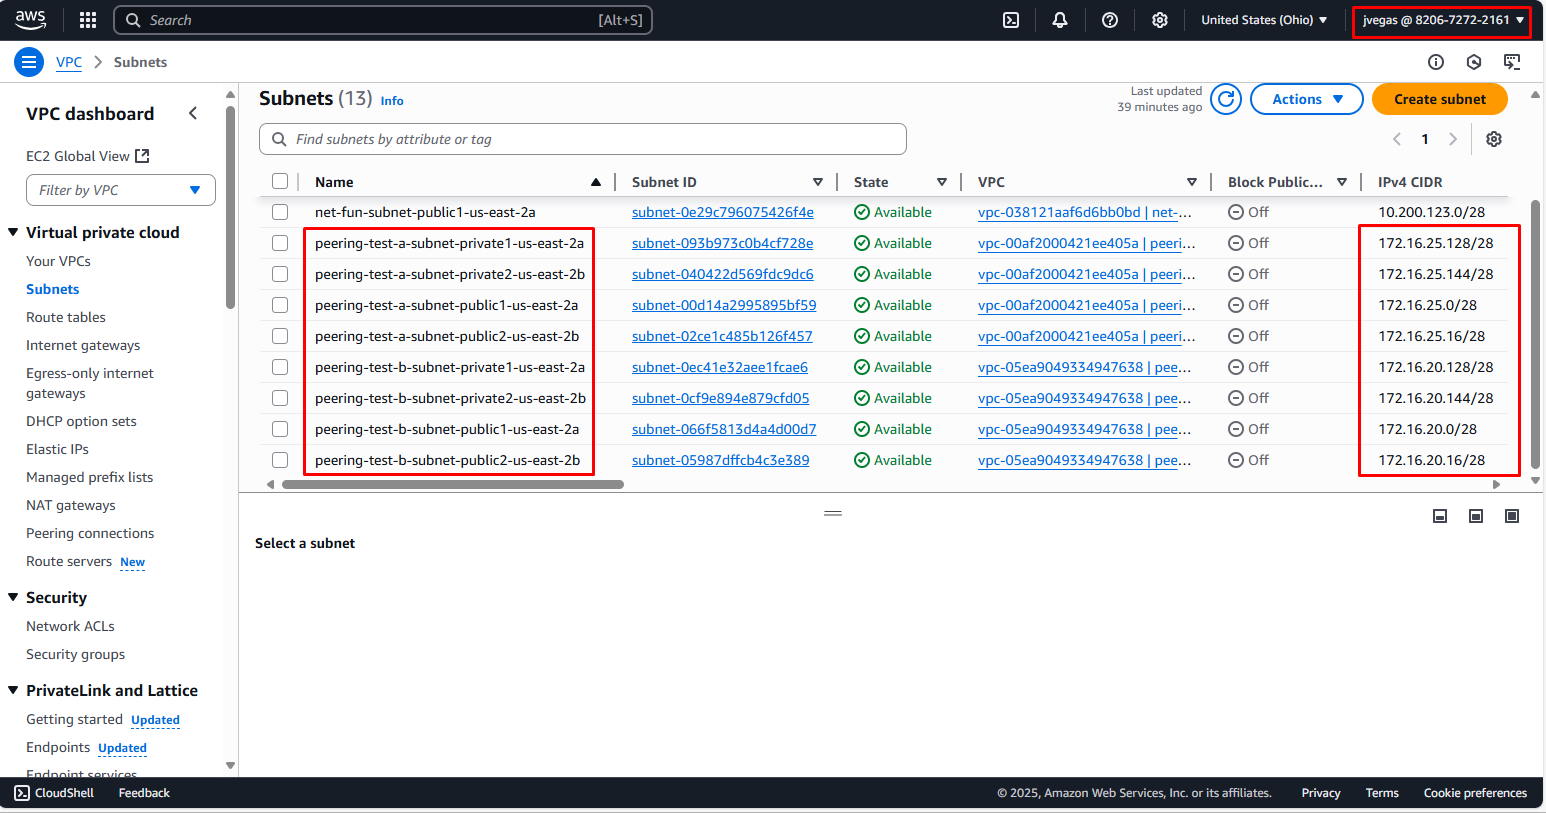 aws
Search [Alt+S]
United States (Ohio)
jvegas @ 8206-7272-2161
VPC > Subnets
VPC dashboard
EC2 Global View
Filter by VPC
Virtual private cloud
Your VPCs
Subnets
Route tables
Internet gateways
Egress-only internet
gateways
DHCP option sets
Elastic IPs
Managed prefix lists
NAT gateways
Peering connections
Route servers New
Security
Network ACLs
Security groups
PrivateLink and Lattice
Getting started Updated
Endpoints Updated
Endpoint services
Subnets (13) Info
Last updated
39 minutes ago
Actions
Create subnet
Find subnets by attribute or tag
1
Name Subnet ID State VPC Block Public... IPv4 CIDR
net-fun-subnet-public1-us-east-2a subnet-0e29c796075426f4e Available vpc-038121aaf6d6bb0bd | net-... Off 10.200.123.0/28
peering-test-a-subnet-private1-us-east-2a subnet-093b973c0b4cf728e Available vpc-00af2000421ee405a | peeri... Off 172.16.25.128/28
peering-test-a-subnet-private2-us-east-2b subnet-040422d569fdc9dc6 Available vpc-00af2000421ee405a | peeri... Off 172.16.25.144/28
peering-test-a-subnet-public1-us-east-2a subnet-00d14a2995895bf59 Available vpc-00af2000421ee405a | peeri... Off 172.16.25.0/28
peering-test-a-subnet-public2-us-east-2b subnet-02ce1c485b126f457 Available vpc-00af2000421ee405a | peeri... Off 172.16.25.16/28
peering-test-b-subnet-private1-us-east-2a subnet-0ec41e32aee1fcae6 Available vpc-05ea9049334947638 | pee... Off 172.16.20.128/28
peering-test-b-subnet-private2-us-east-2b subnet-0cf9e894e879cfd05 Available vpc-05ea9049334947638 | pee... Off 172.16.20.144/28
peering-test-b-subnet-public1-us-east-2a subnet-066f5813d4a4d00d7 Available vpc-05ea9049334947638 | pee... Off 172.16.20.0/28
peering-test-b-subnet-public2-us-east-2b subnet-05987dffcb4c3e389 Available vpc-05ea9049334947638 | pee... Off 172.16.20.16/28
Select a subnet
CloudShell Feedback
© 2025, Amazon Web Services, Inc. or its affiliates. Privacy Terms Cookie preferences